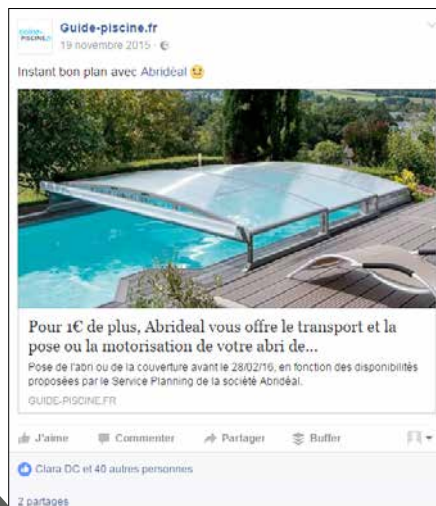 Guide-piscine.fr
19 novembre 2015
Instant bon plan avec Abridéal
Pour 1€ de plus, Abrideal vous offre le transport et la
pose ou la motorisation de votre abri de...
Pose de l'abri ou de la couverture avant le 28/02/16, en fonction des disponibilités
proposées par le Service Planning de la société Abridéal.
GUIDE-PISCINE.FR
J'aime Commenter Partager Buffer
Clara DC et 40 autres personnes
2 partages